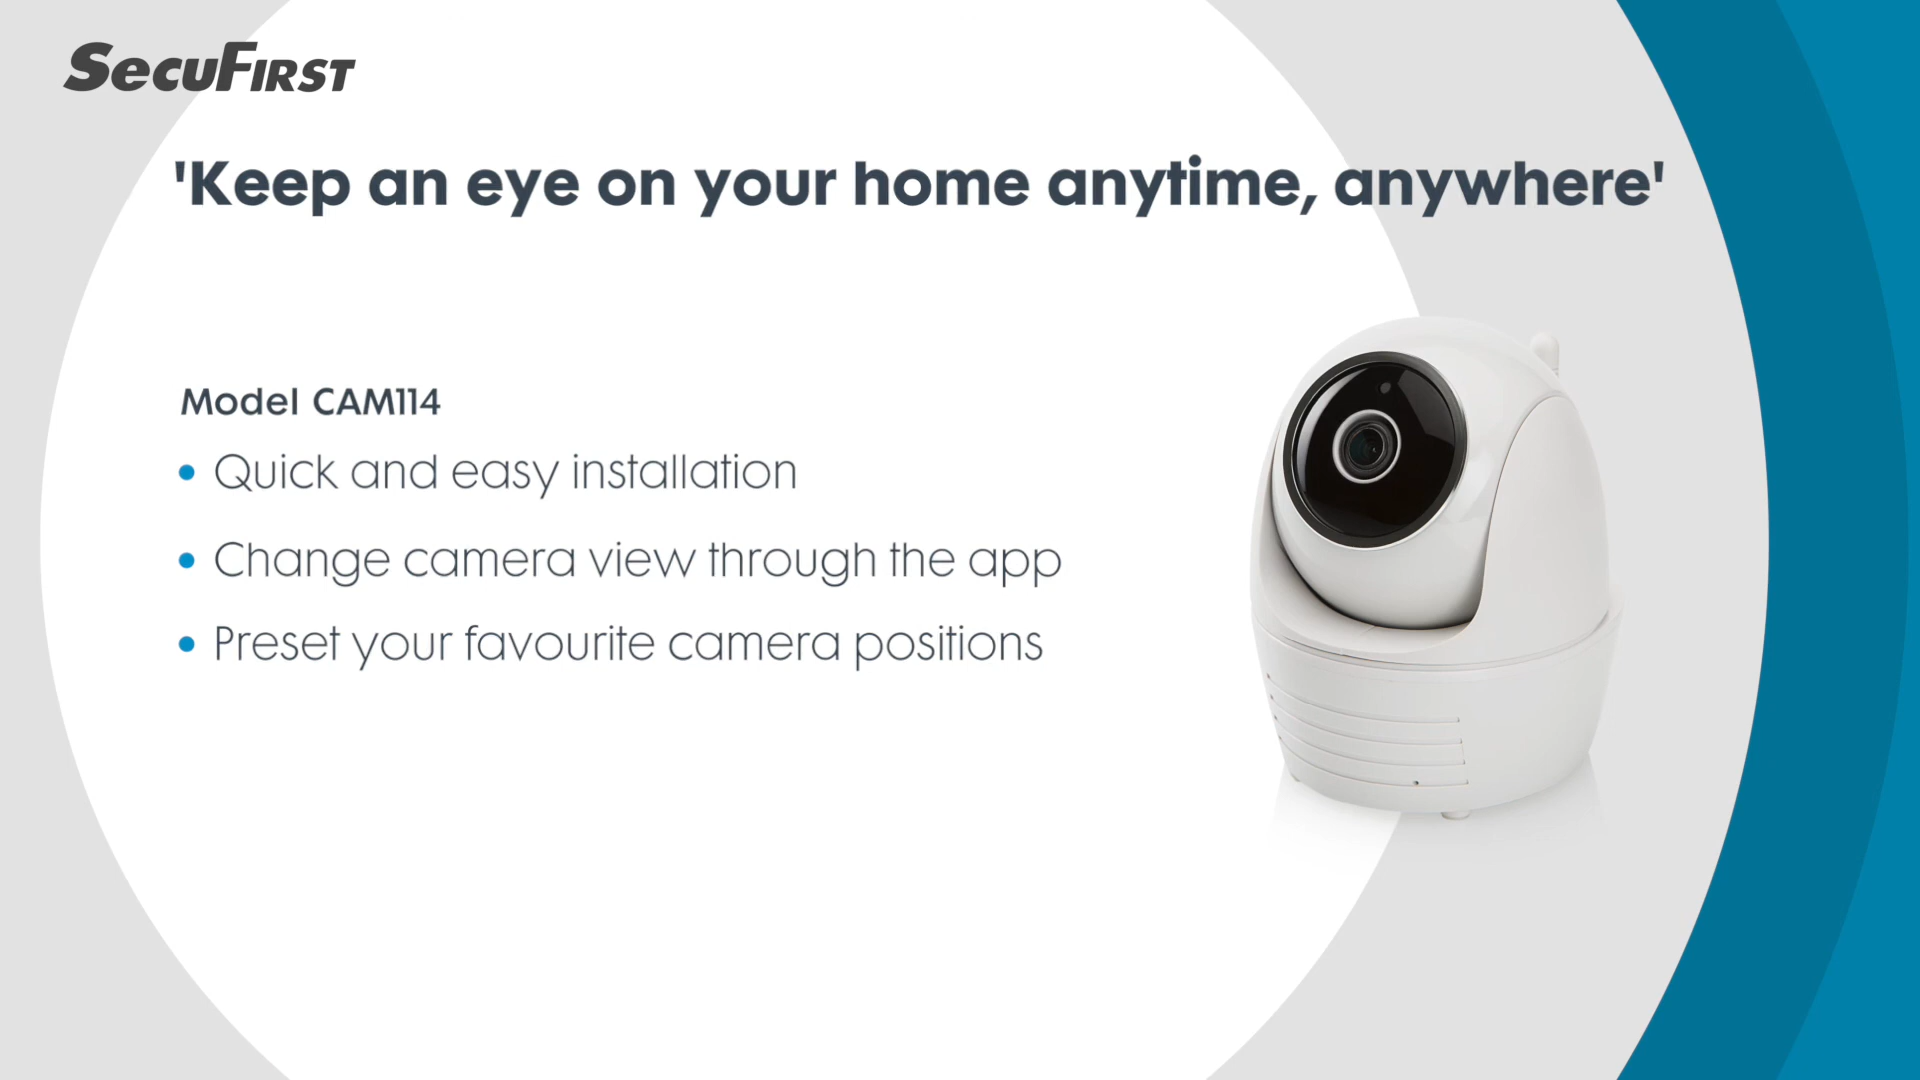 SECUFIRST
'Keep an eye on your home anytime, anywhere'
Model CAM114
• Quick and easy installation
• Change camera view through the app
• Preset your favourite camera positions